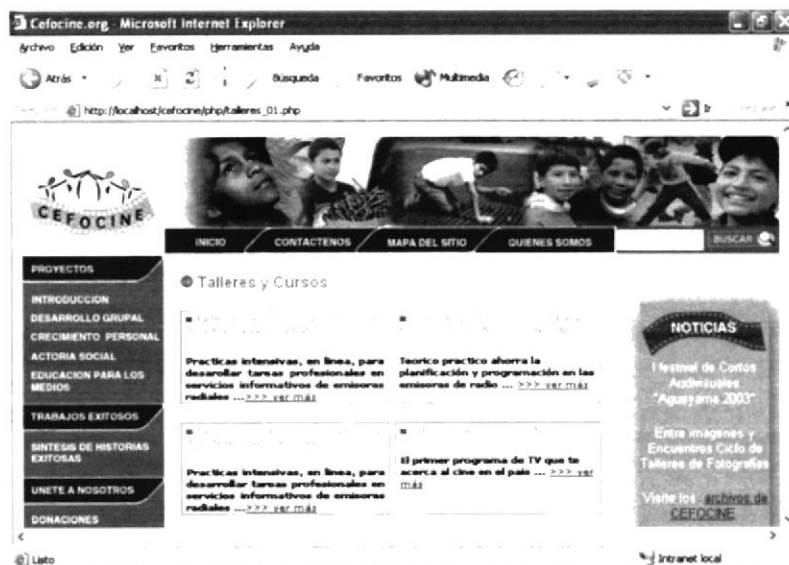 Cefocine.org - Microsoft Internet Explorer
Archivo Edición Ver Favoritos Herramientas Ayuda
Atrás Búsqueda Favoritos Multimedia
http://localhost/cefocine/php/talleres_01.php Ir
CEFOCINE
INICIO CONTACTENOS MAPA DEL SITIO QUIENES SOMOS BUSCAR
PROYECTOS
INTRODUCCION
DESARROLLO GRUPAL
CRECIMIENTO PERSONAL
ACTORIA SOCIAL
EDUCACION PARA LOS
MEDIOS
TRABAJOS EXITOSOS
SINTESIS DE HISTORIAS
EXITOSAS
UNETE A NOSOTROS
DONACIONES
Talleres y Cursos
Practicas intensivas, en linea, para
desarollar tareas profesionales en
servicios informativos de emisoras
radiales ...>>> ver más
Teorico practico ahorra la
planificación y programación en las
emisoras de radio ... >>> ver
más
Practicas intensivas, en linea, para
desarrollar tareas profesionales en
servicios informativos de emisoras
radiales ...>>> ver más
El primer programa de TV que te
acerca al cine en el pais ... >>> ver
más
NOTICIAS
I festival de Cortos
Audivisuales
"Aguayama 2003"
Entre imagenes y
Encuentros Ciclo de
Talleres de Fotografias
Visite los archivos de
CEFOCINE
Listo
Intranet local